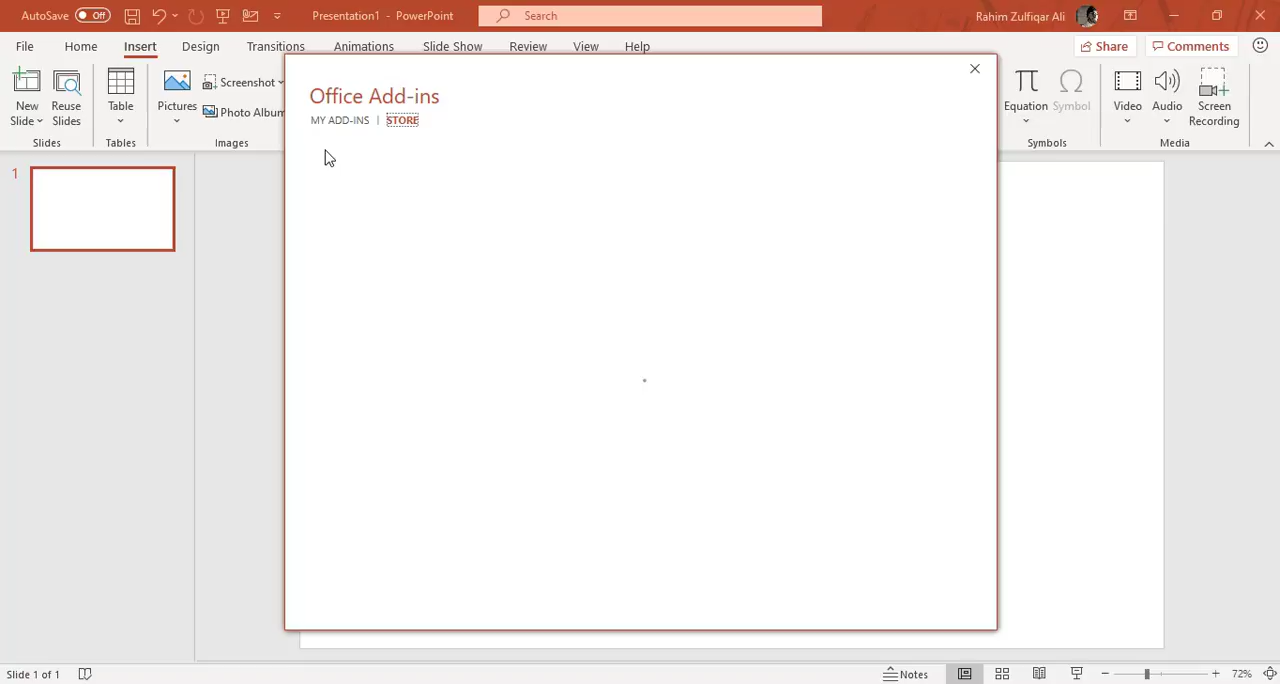 AutoSave Off Presentation1 - PowerPoint Search Rahim Zulfiqar Ali
File Home Insert Design Transitions Animations Slide Show Review View Help Share Comments
Office Add-ins
MY ADD-INS | STORE
New Slide
Reuse Slides
Table
Pictures
Screenshot
Photo Album
Equation
Symbol
Video
Audio
Screen Recording
Slides Tables Images Symbols Media
1
Slide 1 of 1 Notes 72%